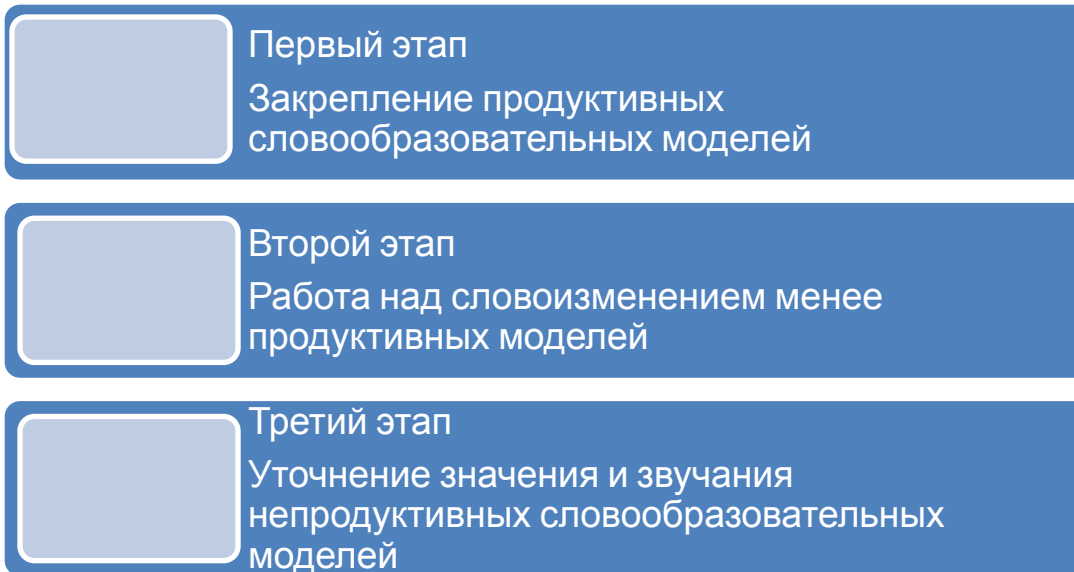 Первый этап
Закрепление продуктивных
словообразовательных моделей
Второй этап
Работа над словоизменением менее
продуктивных моделей
Третий этап
Уточнение значения и звучания
непродуктивных словообразовательных
моделей